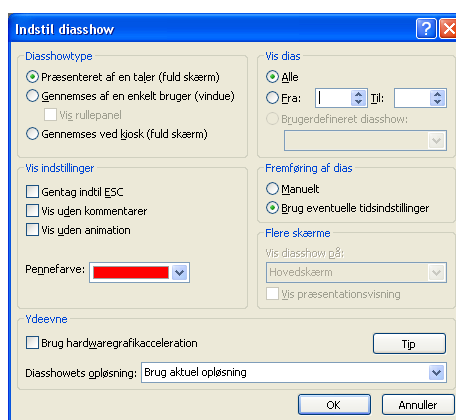 Indstil diasshow
Diasshowtype
Præsenteret af en taler (fuld skærm)
Gennemses af en enkelt bruger (vindue)
Vis rullepanel
Gennemses ved kiosk (fuld skærm)
Vis dias
Alle
Fra: Til:
Brugerdefineret diasshow:
Vis indstillinger
Gentag indtil ESC
Vis uden kommentarer
Vis uden animation
Pennefarve:
Fremføring af dias
Manuelt
Brug eventuelle tidsindstillinger
Flere skærme
Vis diasshow på:
Hovedskærm
Vis præsentationsvisning
Ydeevne
Brug hardwaregrafikacceleration
Tip
Diasshowets opløsning: Brug aktuel opløsning
OK Annuller